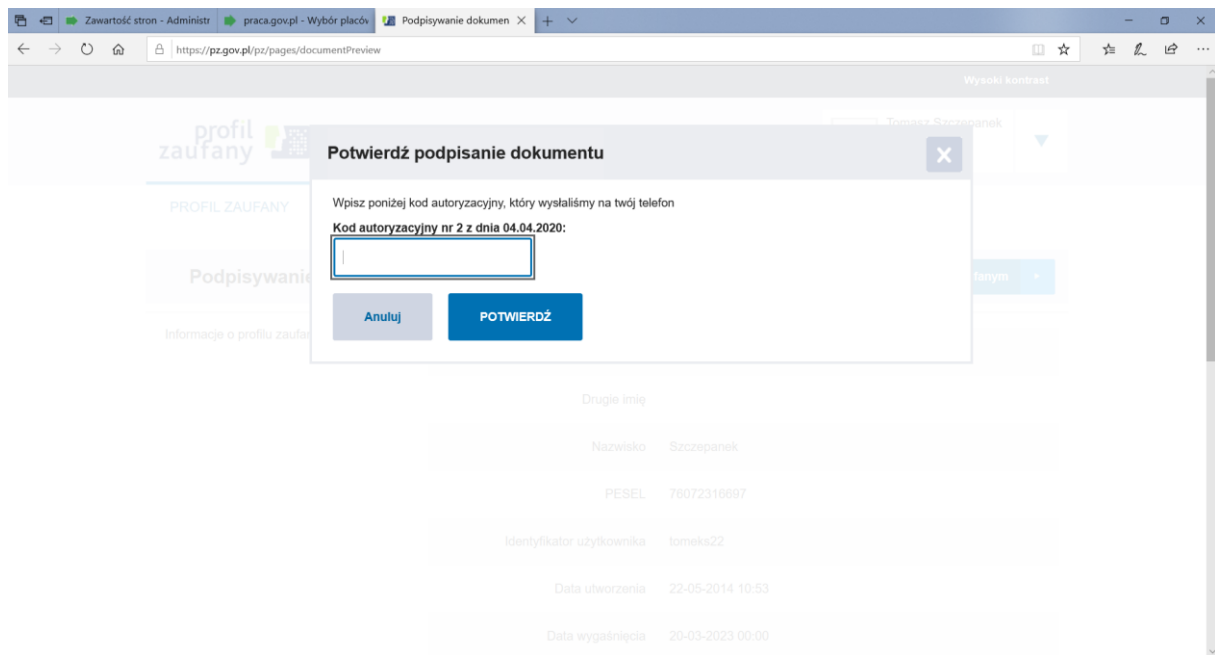 Zawartość stron - Administr
praca.gov.pl - Wybór placów
Podpisywanie dokumen
https://pz.gov.pl/pz/pages/documentPreview
Wysoki kontrast
profil
zaufany
Tomasz Szczepanek
Potwierdź podpisanie dokumentu
PROFIL ZAUFANY
Wpisz poniżej kod autoryzacyjny, który wysłaliśmy na twój telefon
Kod autoryzacyjny nr 2 z dnia 04.04.2020:
Podpisywanie
fanym
Anuluj
POTWIERDŹ
Informacje o profilu zaufan
Drugie imię
Nazwisko Szczepanek
PESEL 76072316697
Identyfikator użytkownika tomeks22
Data utworzenia 22-05-2014 10:53
Data wygaśnięcia 20-03-2023 00:00